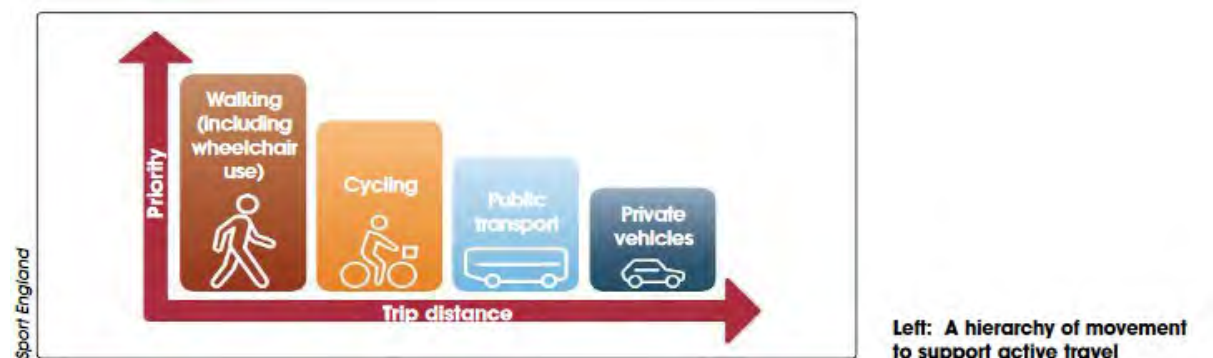 Walking
(including
wheelchair
use)
Cycling
Public
transport
Private
vehicles
Priority
Trip distance
Sport England
Left: A hierarchy of movement
to support active travel